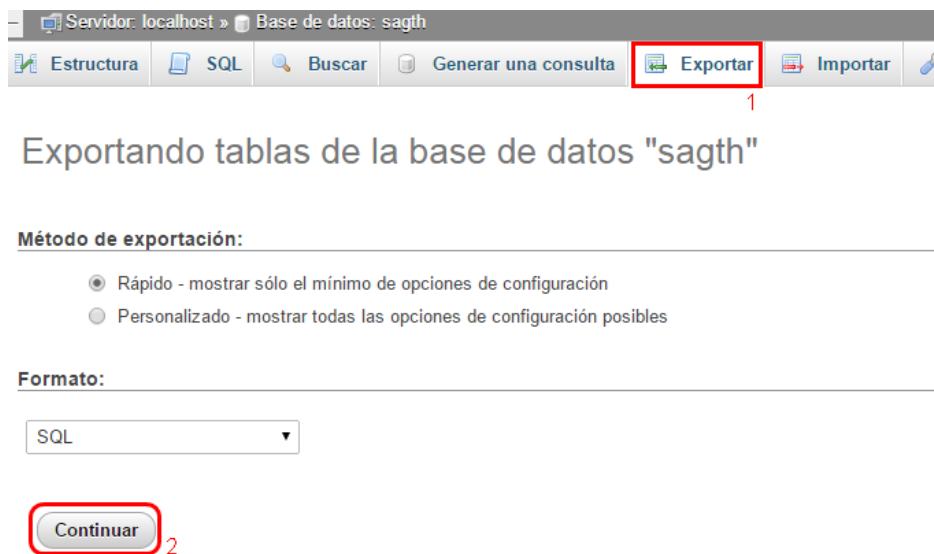 Servidor: localhost » Base de datos: sagth
Estructura SQL Buscar Generar una consulta Exportar Importar
1
Exportando tablas de la base de datos "sagth"
Método de exportación:
Rápido - mostrar sólo el mínimo de opciones de configuración
Personalizado - mostrar todas las opciones de configuración posibles
Formato:
SQL
Continuar
2